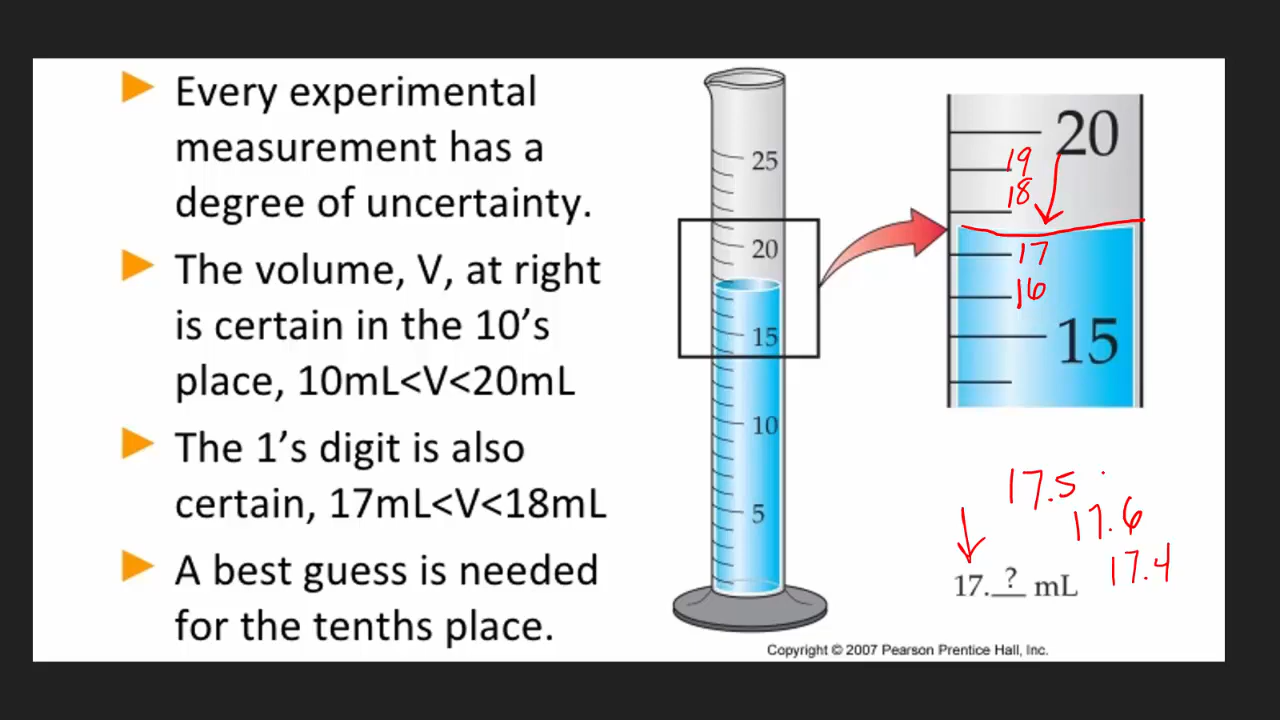 ► Every experimental
measurement has a
degree of uncertainty.
► The volume, V, at right
is certain in the 10’s
place, 10mL<V<20mL
► The 1’s digit is also
certain, 17mL<V<18mL
► A best guess is needed
for the tenths place.
25
20
15
10
5
20
19
18
17
16
15
17.5
17.6
17.4
17. ? mL
Copyright © 2007 Pearson Prentice Hall, Inc.